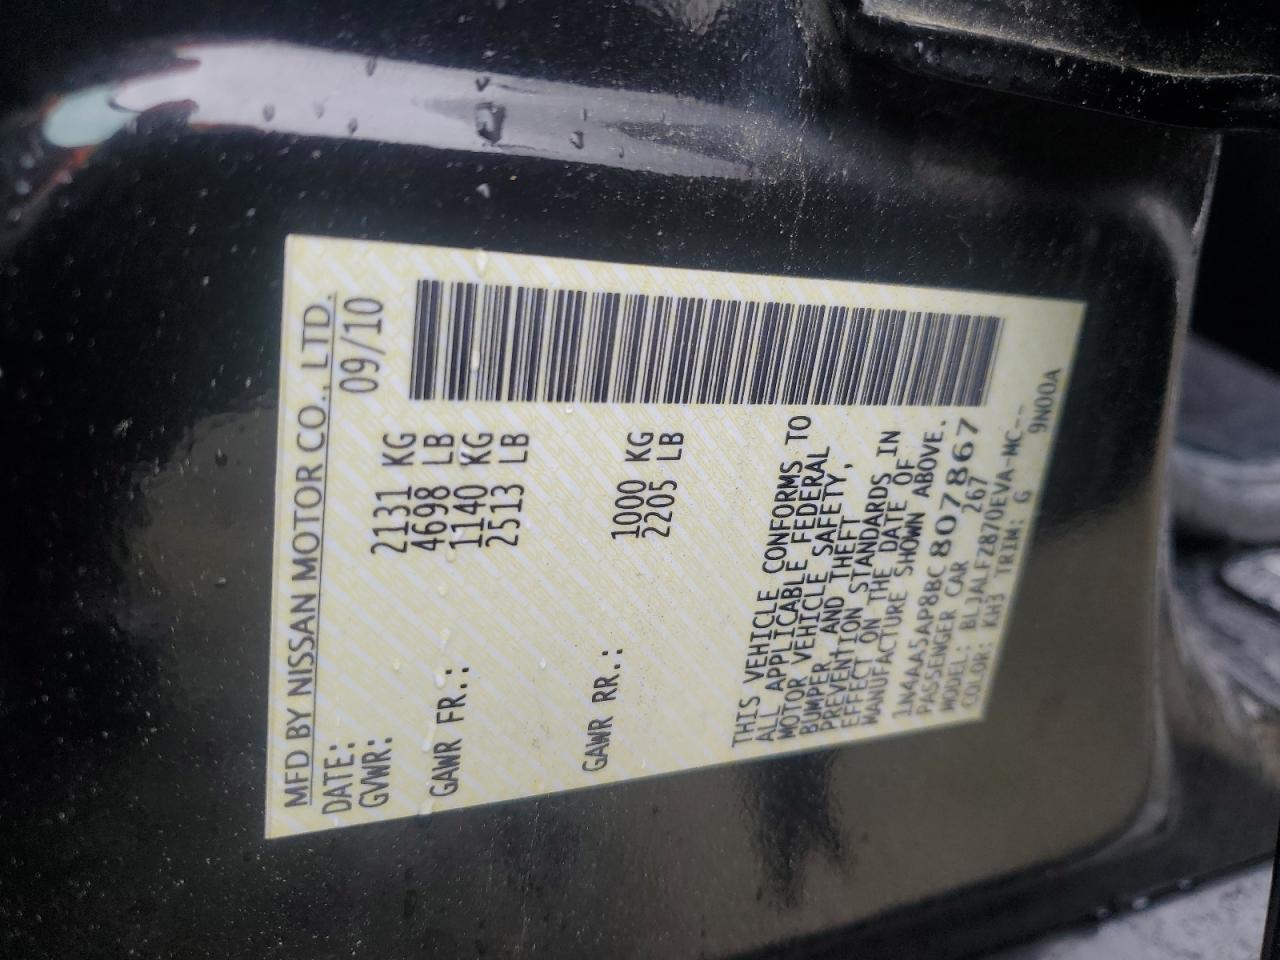 MFD BY NISSAN MOTOR CO., LTD.
DATE: 09/10
GVWR: 2131 KG
4698 LB
GAWR FR.: 1140 KG
2513 LB
GAWR RR.: 1000 KG
2205 LB
THIS VEHICLE CONFORMS TO
ALL APPLICABLE FEDERAL
MOTOR VEHICLE SAFETY,
BUMPER AND THEFT
PREVENTION STANDARDS IN
EFFECT ON THE DATE OF
MANUFACTURE SHOWN ABOVE.
1N4AA5AP8BC807867
PASSENGER CAR 267
MODEL: BLJALFZ870EVA-MC--
COLOR: KH3 TRIM: G 9N00A